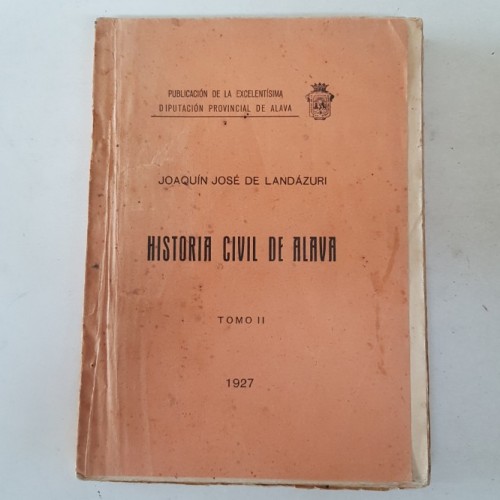 PUBLICACIÓN DE LA EXCELENTÍSIMA
DIPUTACIÓN PROVINCIAL DE ALAVA
JOAQUÍN JOSÉ DE LANDÁZURI
HISTORIA CIVIL DE ALAVA
TOMO II
1927